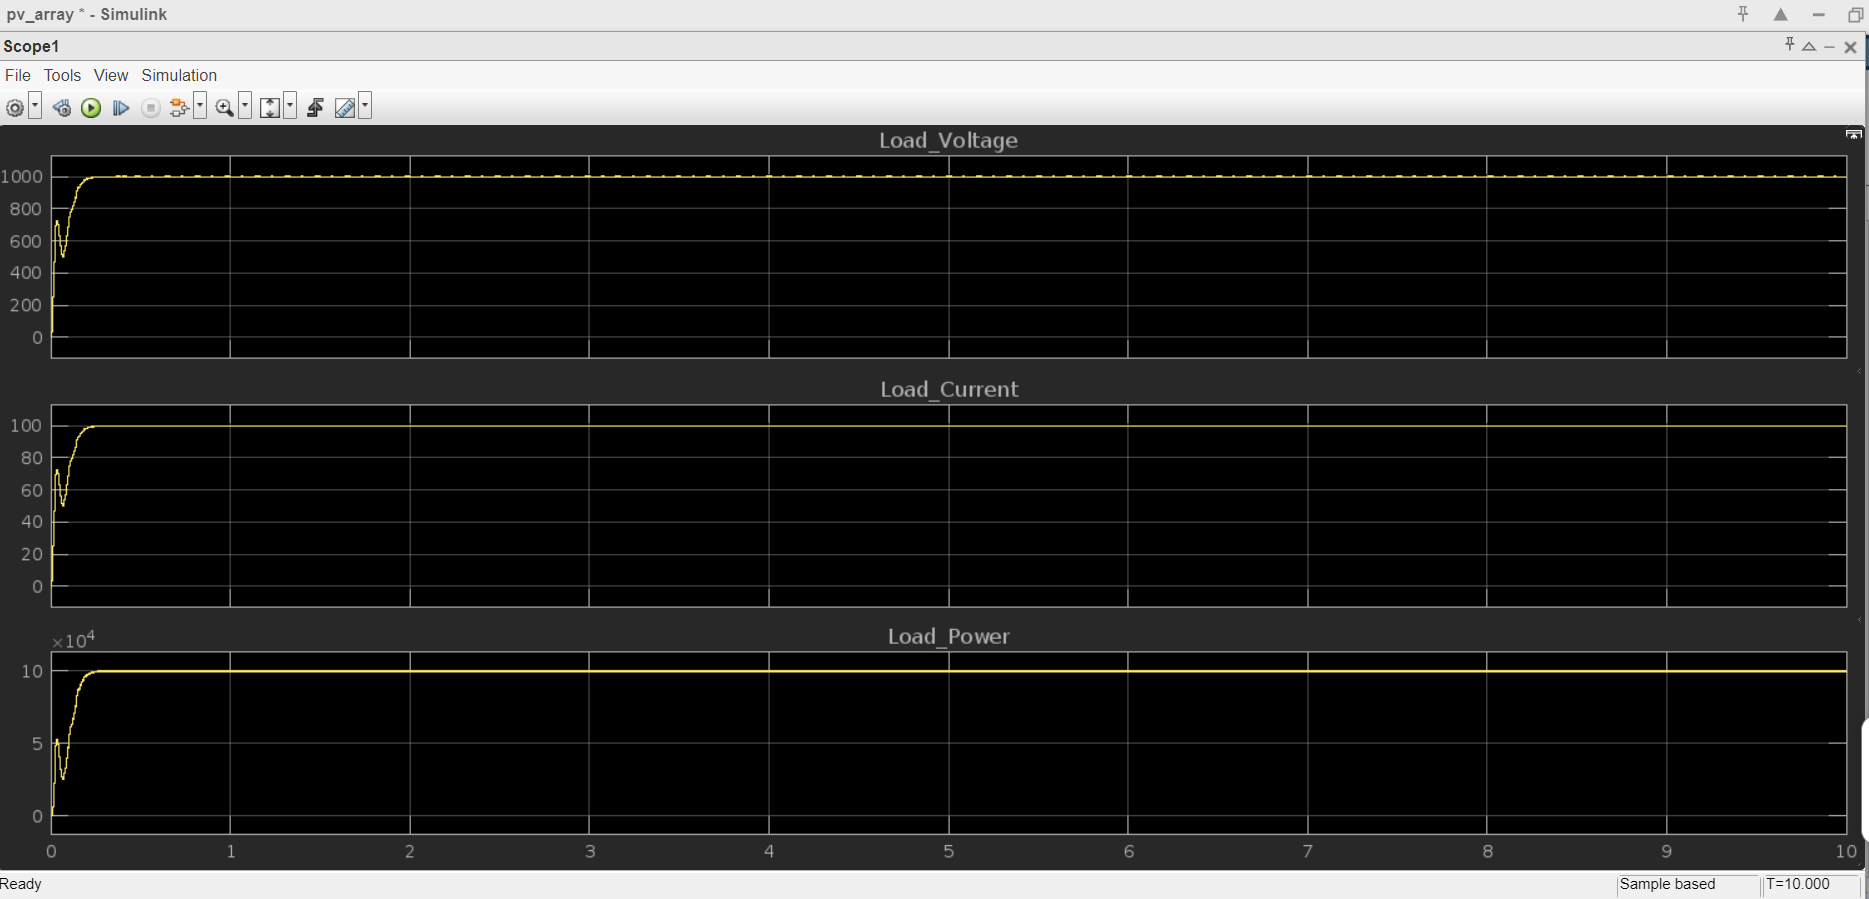 pv_array * - Simulink
Scope1
File Tools View Simulation
Load_Voltage
1000
800
600
400
200
0
Load_Current
100
80
60
40
20
0
×10⁴
Load_Power
10
5
0
0 1 2 3 4 5 6 7 8 9 10
Ready
Sample based
T=10.000